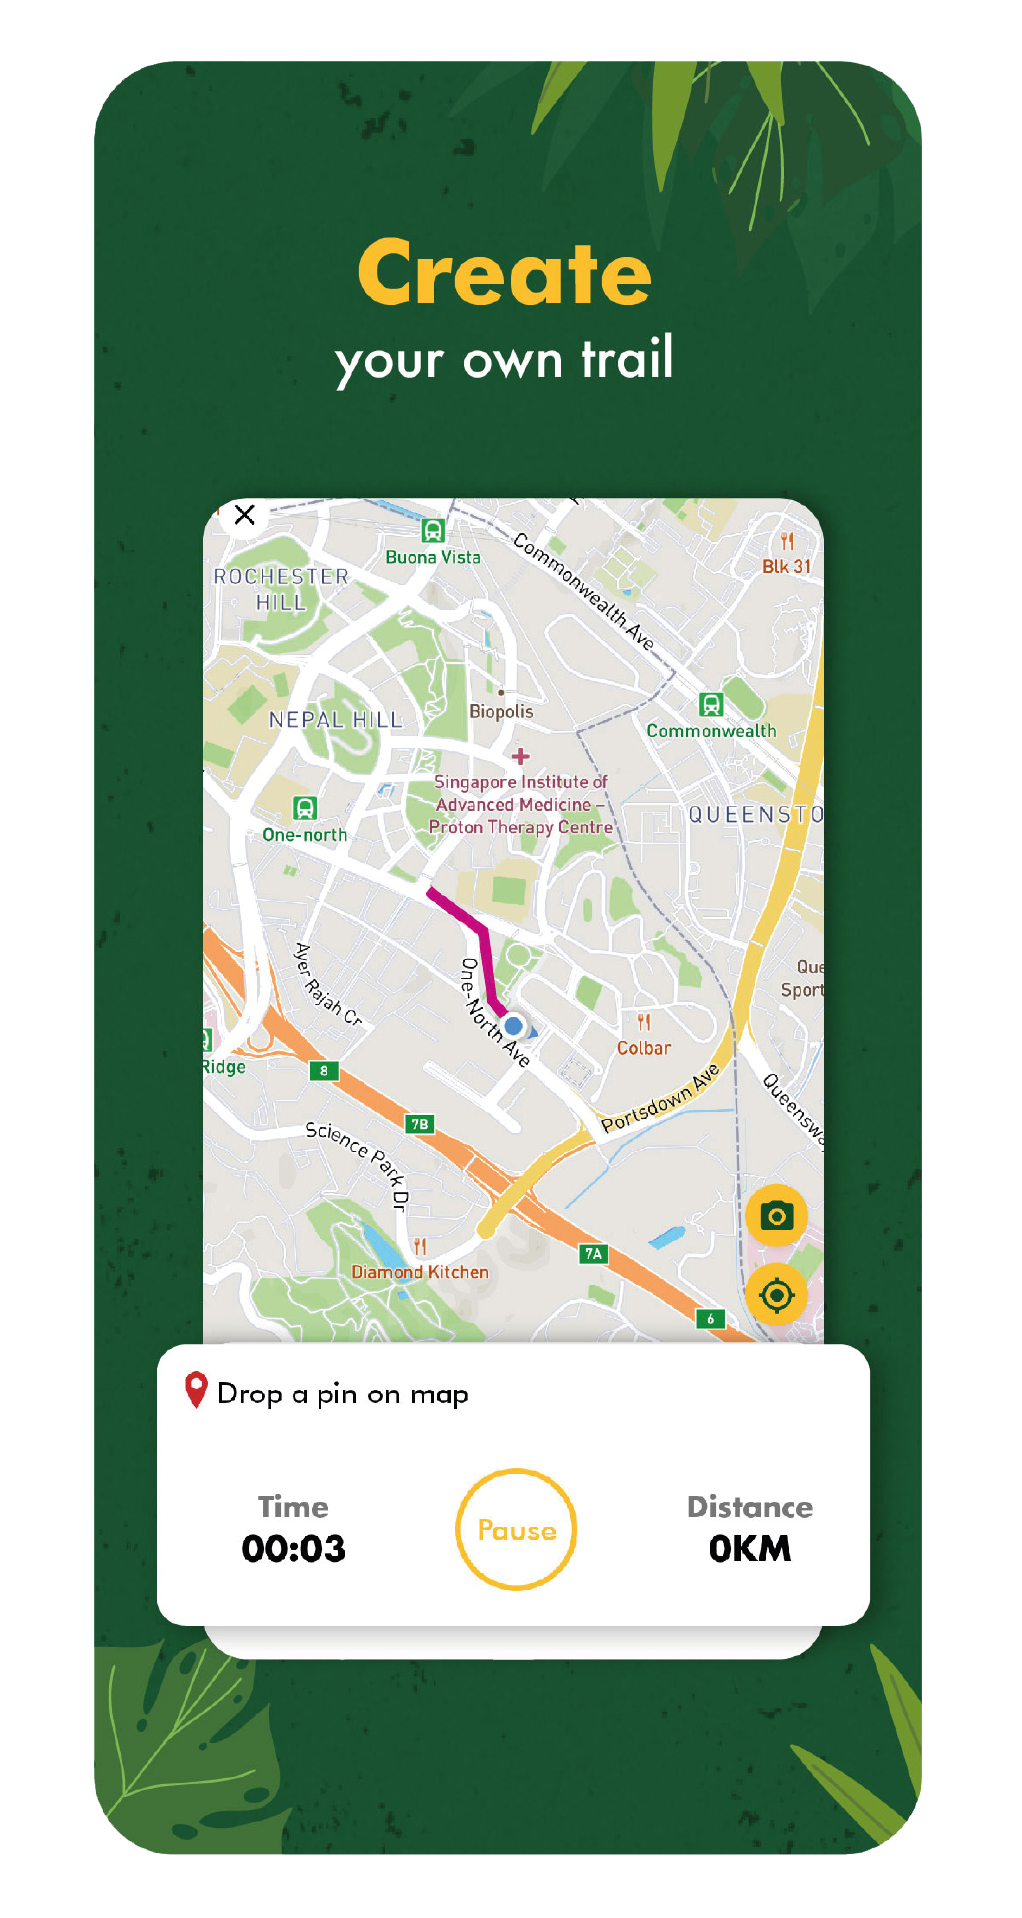 Create
your own trail
Buona Vista
Commonwealth Ave
Blk 31
ROCHESTER
HILL
NEPAL HILL
Biopolis
Commonwealth
Singapore Institute of
Advanced Medicine –
Proton Therapy Centre
QUEENSTO
One-north
One-North Ave
Ayer Rajah Cr
Que
Sport
Colbar
Ridge
8
7B
Portsdown Ave
Queensway
Science Park Dr
Diamond Kitchen
7A
6
Drop a pin on map
Time
00:03
Pause
Distance
0KM